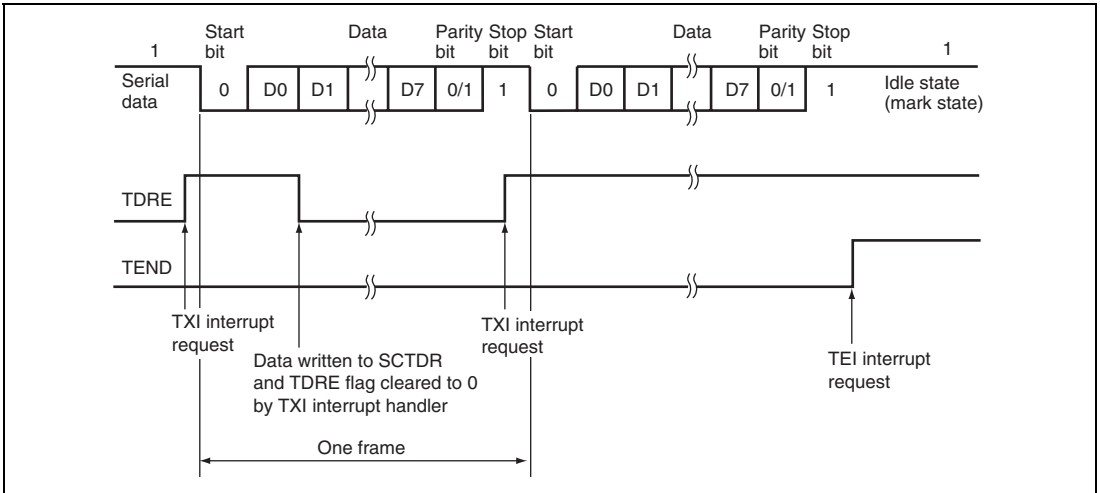 Start Data Parity Stop Start Data Parity Stop
1 bit bit bit bit bit bit 1
Serial data 0 D0 D1 D7 0/1 1 0 D0 D1 D7 0/1 1 Idle state (mark state)
TDRE
TEND
TXI interrupt
request
Data written to SCTDR
and TDRE flag cleared to 0
by TXI interrupt handler
TXI interrupt
request
TEI interrupt
request
One frame